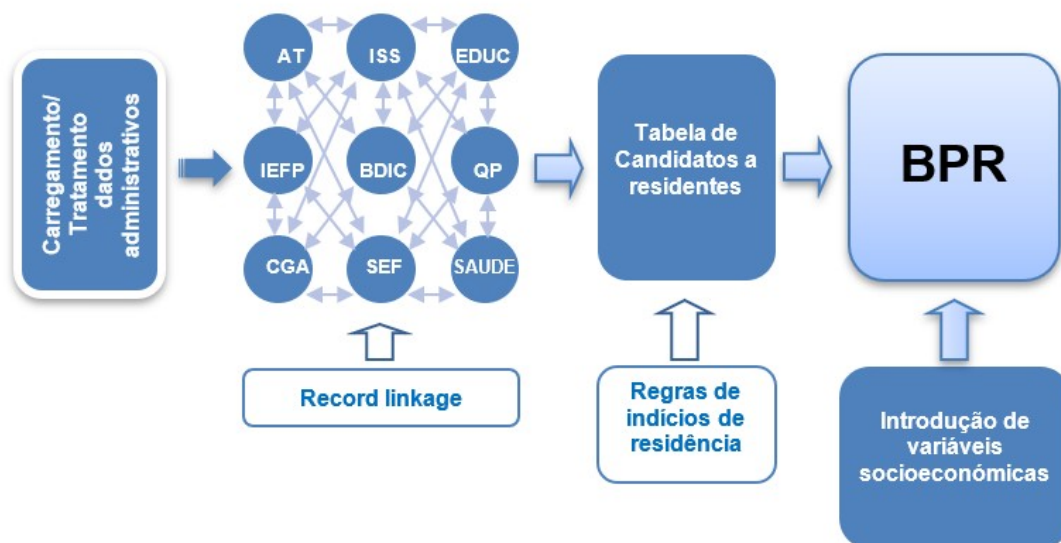 Carregamento/
Tratamento
dados
administrativos
AT
ISS
EDUC
IEFP
BDIC
QP
CGA
SEF
SAUDE
Record linkage
Tabela de
Candidatos a
residentes
Regras de
indícios de
residência
BPR
Introdução de
variáveis
socioeconómicas